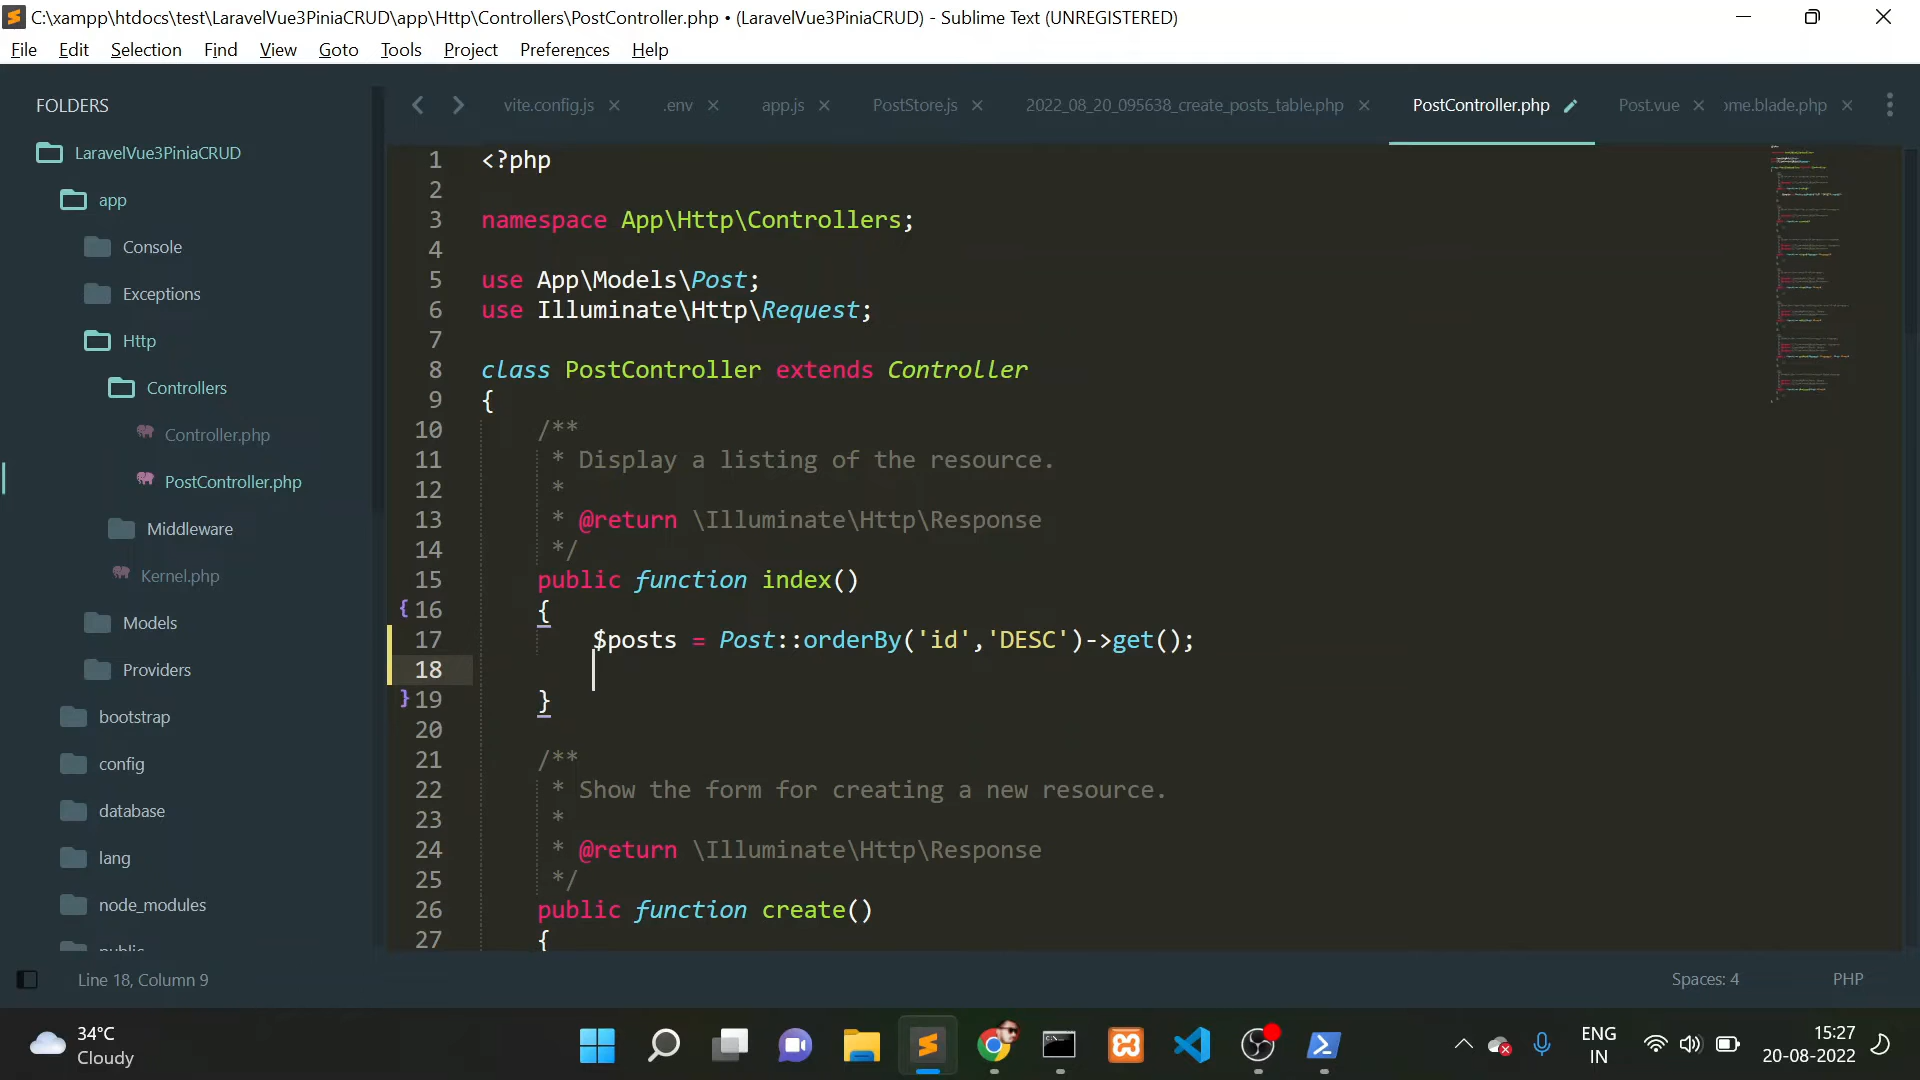 C:\xampp\htdocs\test\LaravelVue3PiniaCRUD\app\Http\Controllers\PostController.php • (LaravelVue3PiniaCRUD) - Sublime Text (UNREGISTERED)
File Edit Selection Find View Goto Tools Project Preferences Help
FOLDERS
LaravelVue3PiniaCRUD
app
Console
Exceptions
Http
Controllers
Controller.php
PostController.php
Middleware
Kernel.php
Models
Providers
bootstrap
config
database
lang
node_modules
public
vite.config.js .env app.js PostStore.js 2022_08_20_095638_create_posts_table.php PostController.php Post.vue ome.blade.php
1 <?php
2
3 namespace App\Http\Controllers;
4
5 use App\Models\Post;
6 use Illuminate\Http\Request;
7
8 class PostController extends Controller
9 {
10 /**
11 * Display a listing of the resource.
12 *
13 * @return \Illuminate\Http\Response
14 */
15 public function index()
16 {
17 $posts = Post::orderBy('id','DESC')->get();
18
19 }
20
21 /**
22 * Show the form for creating a new resource.
23 *
24 * @return \Illuminate\Http\Response
25 */
26 public function create()
27 {
Line 18, Column 9
Spaces: 4 PHP
34°C
Cloudy
ENG
IN
15:27
20-08-2022